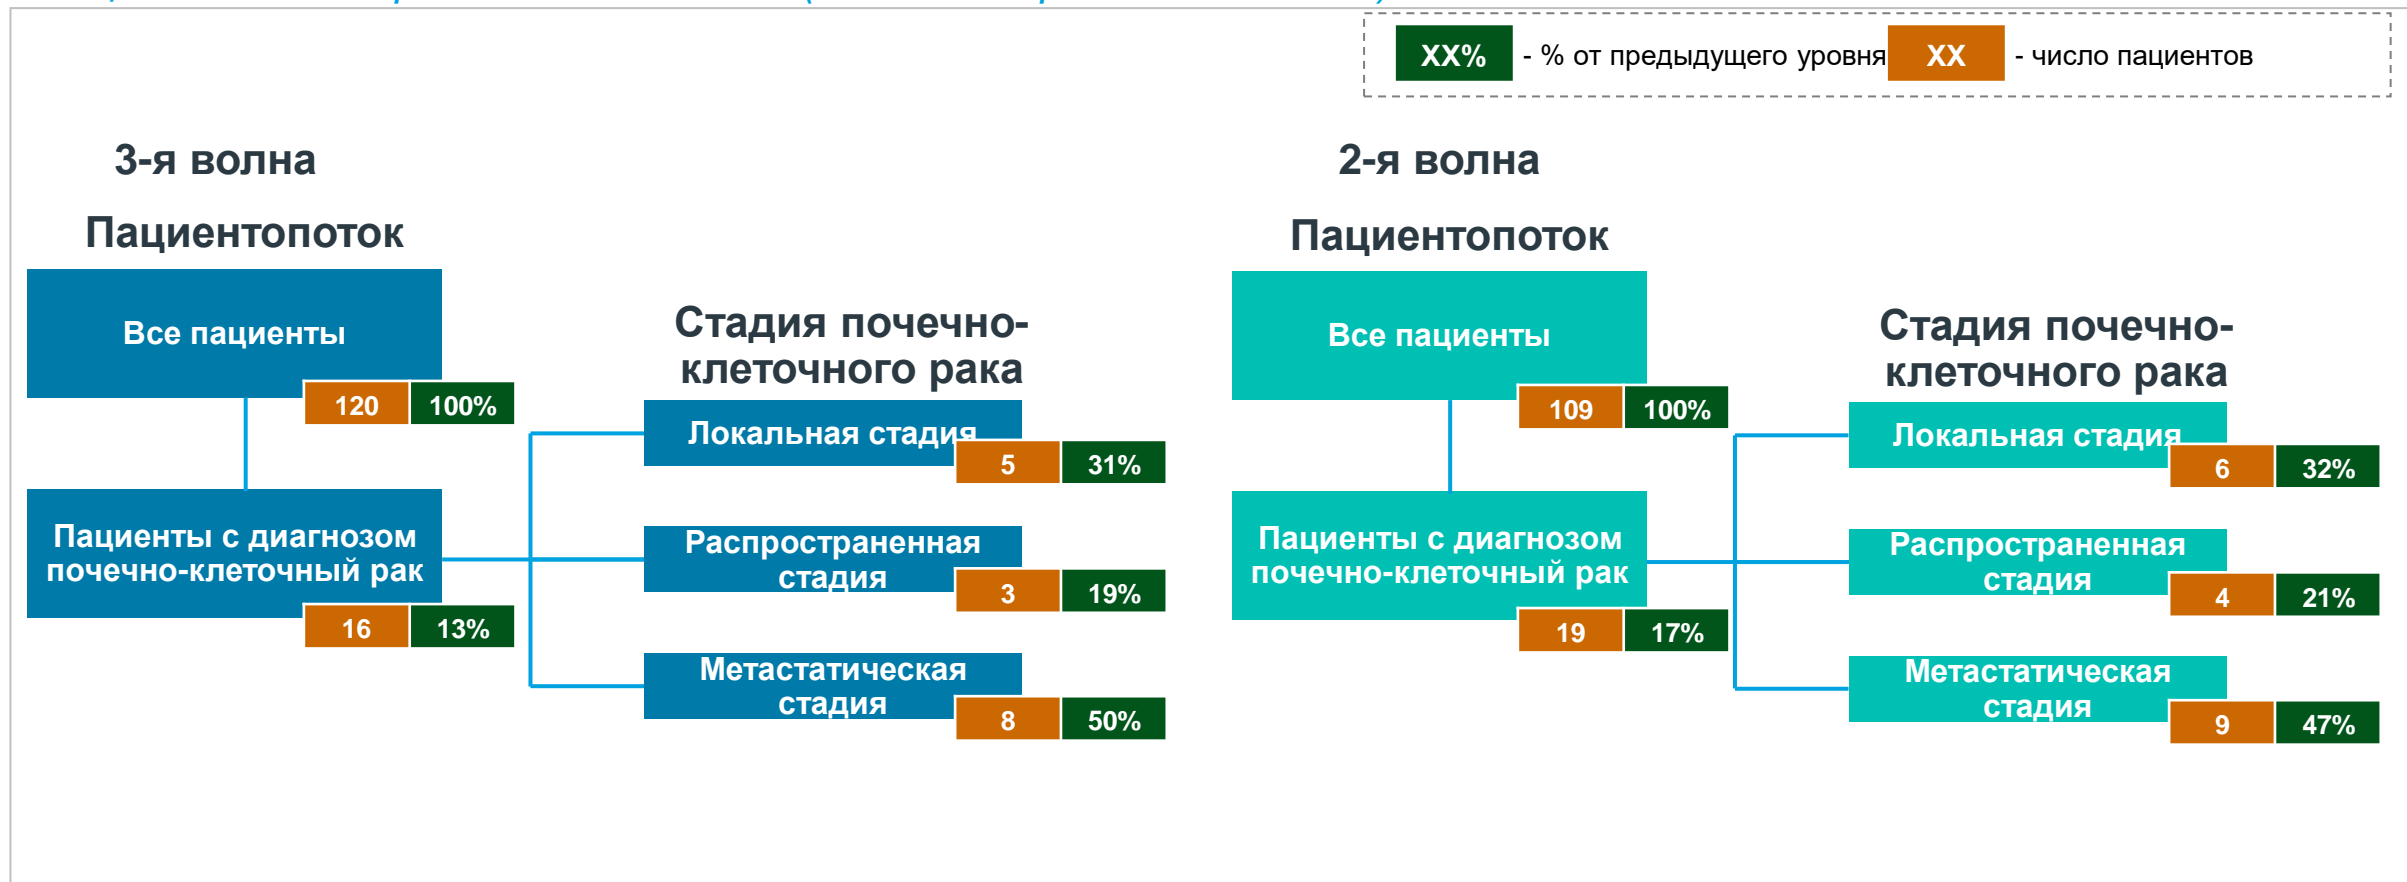 XX% - % от предыдущего уровня XX - число пациентов
3-я волна
Пациентопоток
Все пациенты
120 100%
Пациенты с диагнозом
почечно-клеточный рак
16 13%
Стадия почечно-
клеточного рака
Локальная стадия
5 31%
Распространенная
стадия
3 19%
Метастатическая
стадия
8 50%
2-я волна
Пациентопоток
Все пациенты
109 100%
Пациенты с диагнозом
почечно-клеточный рак
19 17%
Стадия почечно-
клеточного рака
Локальная стадия
6 32%
Распространенная
стадия
4 21%
Метастатическая
стадия
9 47%